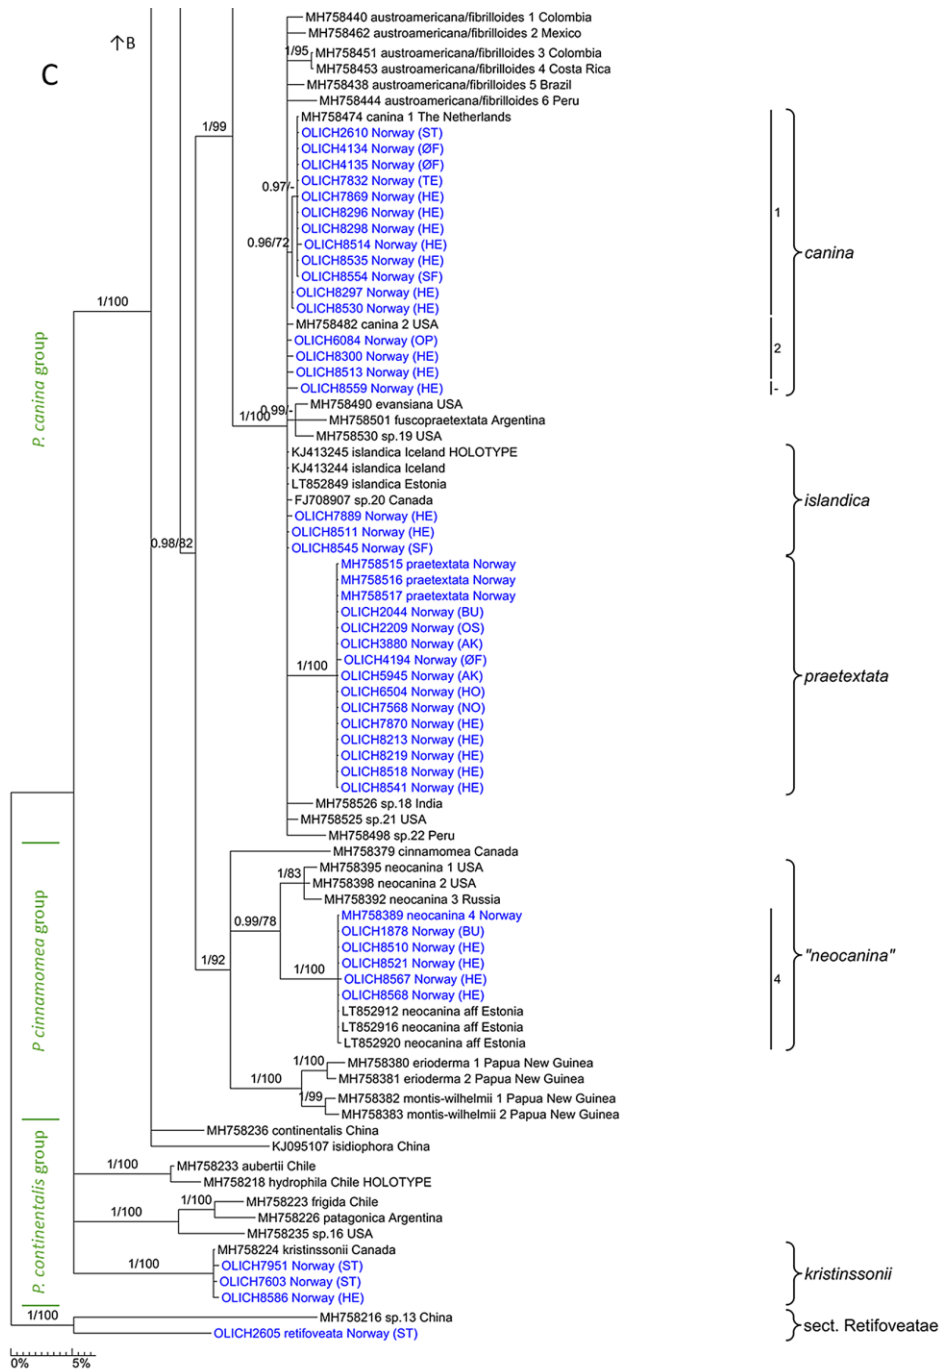 MH758440 austroamericana/fibrilloides 1 Colombia
↑B
MH758462 austroamericana/fibrilloides 2 Mexico
1/95
MH758451 austroamericana/fibrilloides 3 Colombia
C
MH758453 austroamericana/fibrilloides 4 Costa Rica
MH758438 austroamericana/fibrilloides 5 Brazil
MH758444 austroamericana/fibrilloides 6 Peru
MH758474 canina 1 The Netherlands
1/99
OLICH2610 Norway (ST)
OLICH4134 Norway (ØF)
OLICH4135 Norway (ØF)
OLICH7832 Norway (TE)
0.97/-
OLICH7869 Norway (HE)
OLICH8296 Norway (HE)
1
OLICH8298 Norway (HE)
0.96/72
OLICH8514 Norway (HE)
canina
OLICH8535 Norway (HE)
OLICH8554 Norway (SF)
OLICH8297 Norway (HE)
1/100
OLICH8530 Norway (HE)
MH758482 canina 2 USA
OLICH6084 Norway (OP)
2
OLICH8300 Norway (HE)
OLICH8513 Norway (HE)
OLICH8559 Norway (HE)
-
P. canina group
MH758490 evansiana USA
0.99/-
1/100
MH758501 fuscopraetextata Argentina
MH758530 sp.19 USA
KJ413245 islandica Iceland HOLOTYPE
KJ413244 islandica Iceland
LT852849 islandica Estonia
FJ708907 sp.20 Canada
islandica
OLICH7889 Norway (HE)
OLICH8511 Norway (HE)
0.98/82
OLICH8545 Norway (SF)
MH758515 praetextata Norway
MH758516 praetextata Norway
MH758517 praetextata Norway
OLICH2044 Norway (BU)
OLICH2209 Norway (OS)
OLICH3880 Norway (AK)
OLICH4194 Norway (ØF)
1/100
OLICH5945 Norway (AK)
praetextata
OLICH6504 Norway (HO)
OLICH7568 Norway (NO)
OLICH7870 Norway (HE)
OLICH8213 Norway (HE)
OLICH8219 Norway (HE)
OLICH8518 Norway (HE)
OLICH8541 Norway (HE)
MH758526 sp.18 India
MH758525 sp.21 USA
MH758498 sp.22 Peru
MH758379 cinnamomea Canada
MH758395 neocanina 1 USA
1/83
MH758398 neocanina 2 USA
MH758392 neocanina 3 Russia
0.99/78
MH758389 neocanina 4 Norway
OLICH1878 Norway (BU)
OLICH8510 Norway (HE)
"neocanina"
1/92
OLICH8521 Norway (HE)
1/100
OLICH8567 Norway (HE)
4
OLICH8568 Norway (HE)
P cinnamomea group
LT852912 neocanina aff Estonia
LT852916 neocanina aff Estonia
LT852920 neocanina aff Estonia
1/100
MH758380 erioderma 1 Papua New Guinea
1/100
MH758381 erioderma 2 Papua New Guinea
1/99
MH758382 montis-wilhelmii 1 Papua New Guinea
MH758383 montis-wilhelmii 2 Papua New Guinea
MH758236 continentalis China
KJ095107 isidiophora China
1/100
MH758233 aubertii Chile
MH758218 hydrophila Chile HOLOTYPE
1/100
MH758223 frigida Chile
1/100
MH758226 patagonica Argentina
P. continentalis group
MH758235 sp.16 USA
MH758224 kristinssonii Canada
1/100
OLICH7951 Norway (ST)
kristinssonii
OLICH7603 Norway (ST)
OLICH8586 Norway (HE)
1/100
MH758216 sp.13 China
sect. Retifoveatae
OLICH2605 retifoveata Norway (ST)
0%
5%